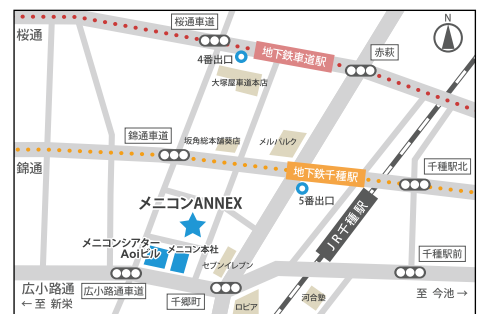 桜通車道
N
桜通
4番出口
地下鉄車道駅
赤萩
大塚屋車道本店
錦通車道
坂角総本舗葵店
メルパルク
錦通
地下鉄千種駅
千種駅北
5番出口
メニコンANNEX
JR千種駅
メニコンシアター
Aoiビル
メニコン本社
セブンイレブン
千種駅前
広小路通
←至 新栄
広小路車道
千郷町
ロピア
河合塾
至 今池→